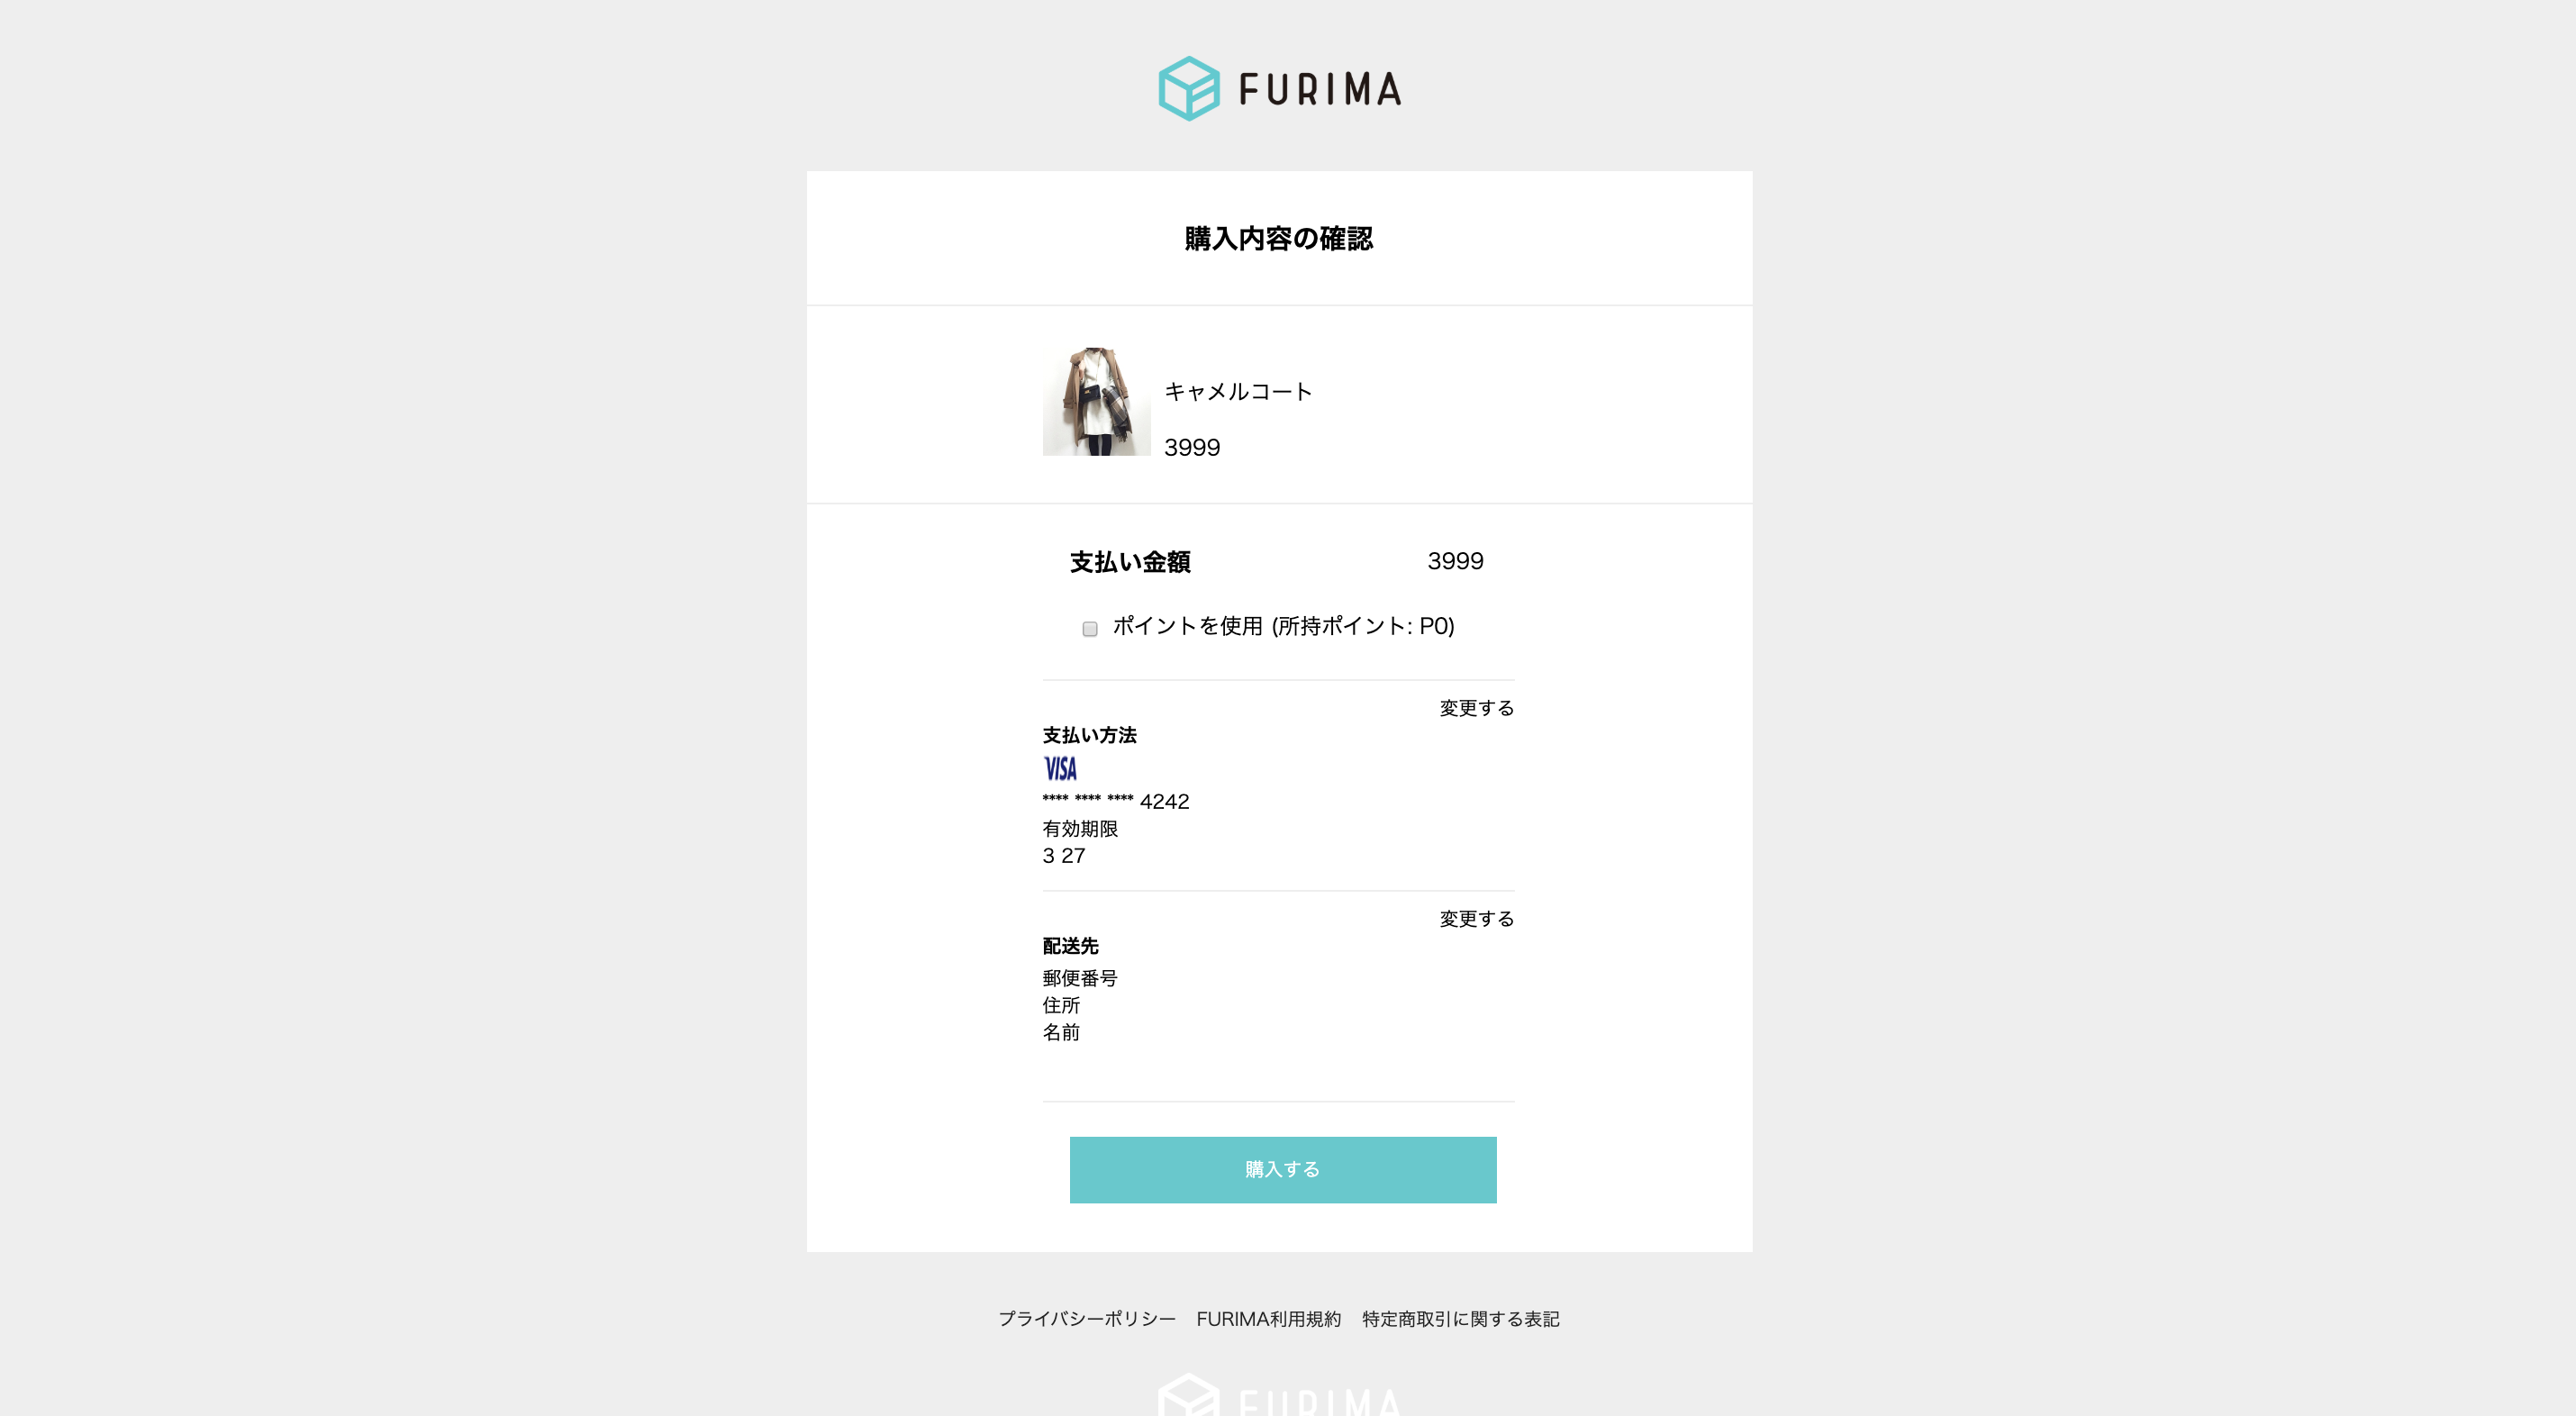 FURIMA
購入内容の確認
キャメルコート
3999
支払い金額 3999
ポイントを使用 (所持ポイント: P0)
変更する
支払い方法
VISA
**** **** **** 4242
有効期限
3 27
変更する
配送先
郵便番号
住所
名前
購入する
プライバシーポリシー FURIMA利用規約 特定商取引に関する表記
FURIMA